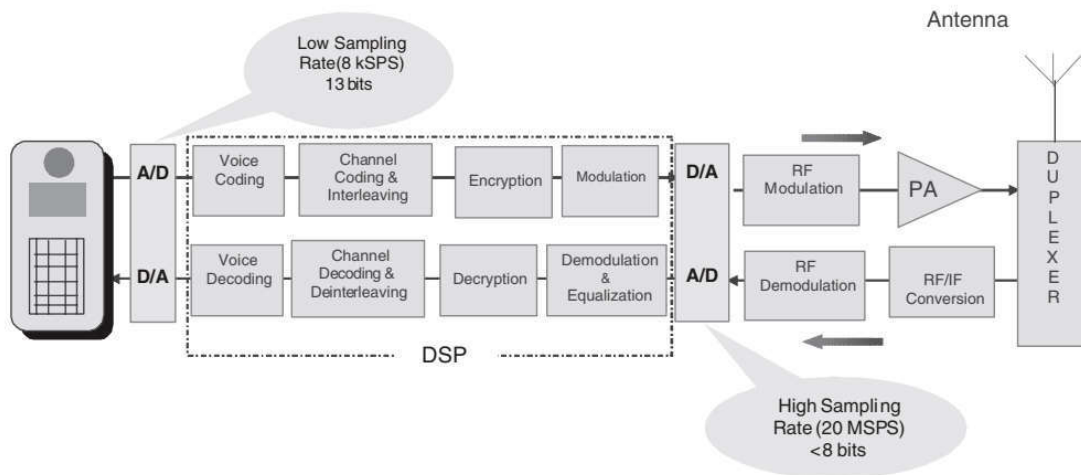 Antenna
Low Sampling
Rate(8 kSPS)
13 bits
A/D
Voice
Coding
Channel
Coding &
Interleaving
Encryption
Modulation
D/A
RF
Modulation
PA
DUPLEXER
D/A
Voice
Decoding
Channel
Decoding &
Deinterleaving
Decryption
Demodulation
&
Equalization
A/D
RF
Demodulation
RF/IF
Conversion
DSP
High Sampling
Rate (20 MSPS)
<8 bits